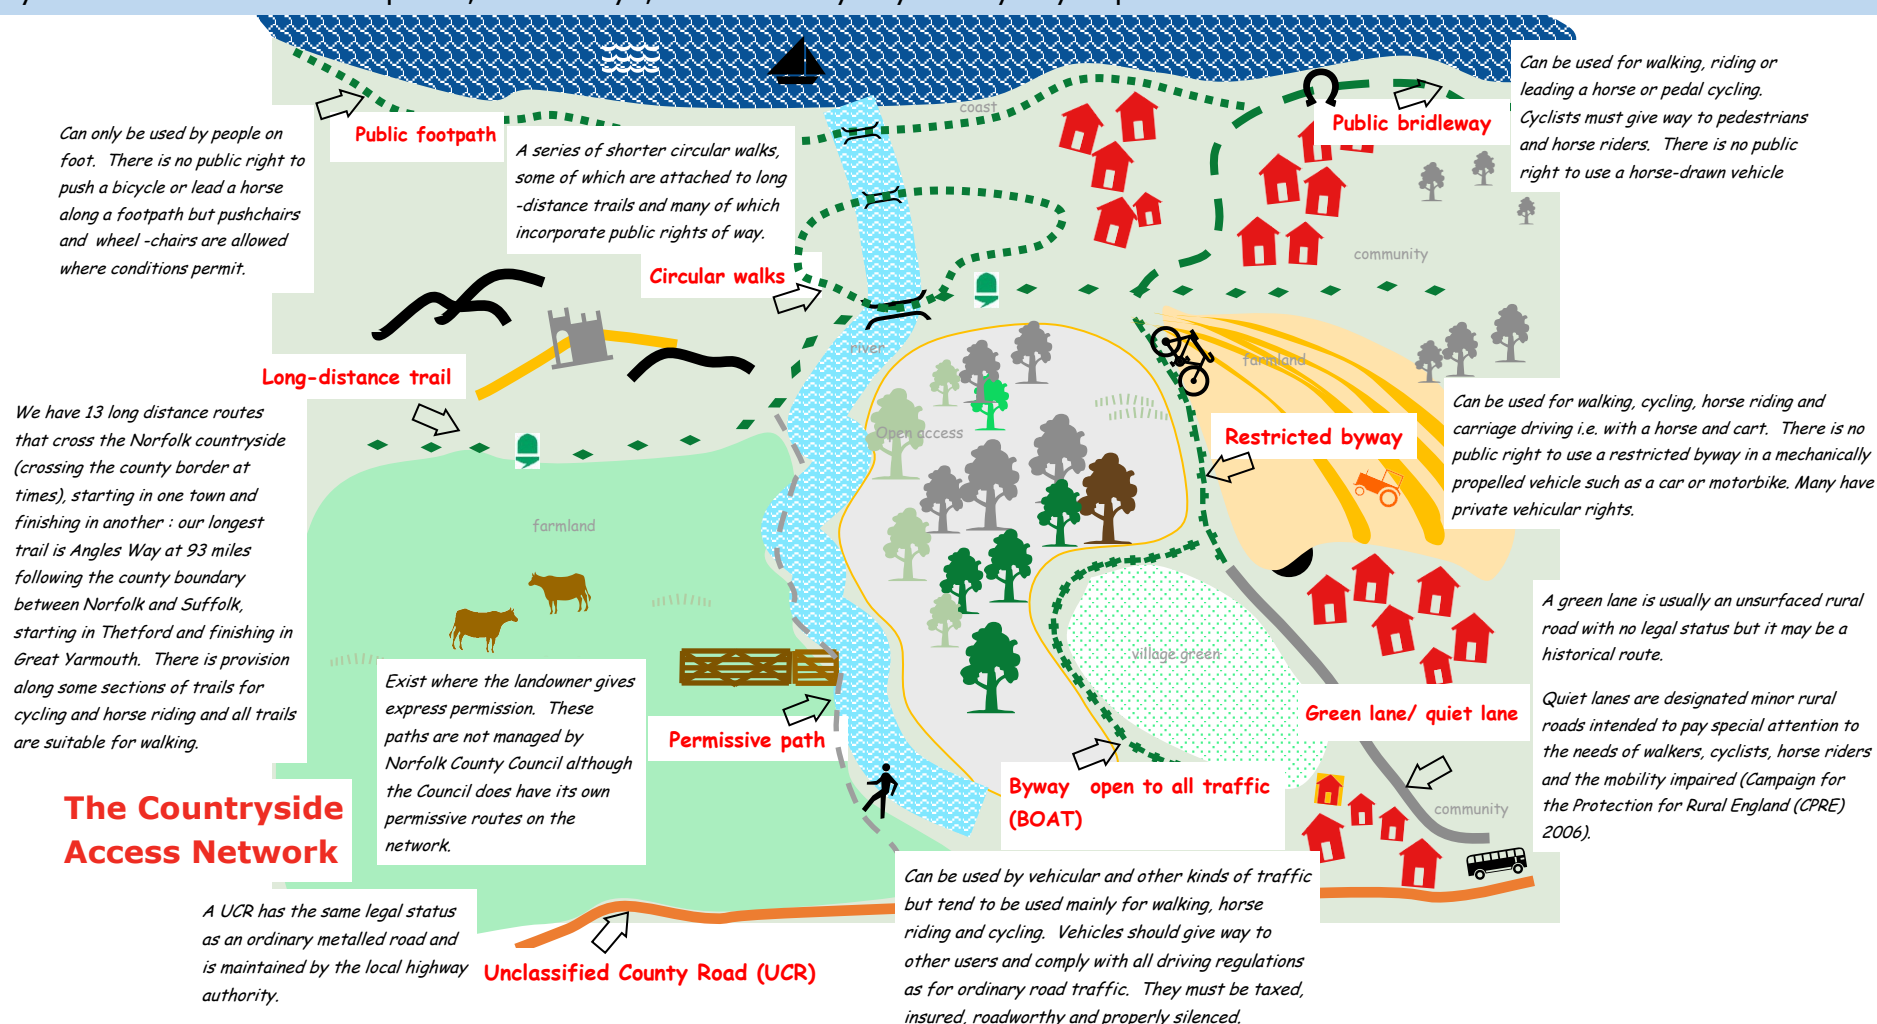 Can be used for walking, riding or
leading a horse or pedal cycling.
Cyclists must give way to pedestrians
and horse riders.  There is no public
right to use a horse-drawn vehicle
coast
Public footpath
Public bridleway
Can only be used by people on
foot.  There is no public right to
push a bicycle or lead a horse
along a footpath but pushchairs
and  wheel -chairs are allowed
where conditions permit.
A series of shorter circular walks,
some of which are attached to long
-distance trails and many of which
incorporate public rights of way.
Circular walks
community
river
farmland
Long-distance trail
We have 13 long distance routes
that cross the Norfolk countryside
(crossing the county border at
times), starting in one town and
finishing in another : our longest
trail is Angles Way at 93 miles
following the county boundary
between Norfolk and Suffolk,
starting in Thetford and finishing in
Great Yarmouth.  There is provision
along some sections of trails for
cycling and horse riding and all trails
are suitable for walking.
Open access
Restricted byway
Can be used for walking, cycling, horse riding and
carriage driving i.e. with a horse and cart.  There is no
public right to use a restricted byway in a mechanically
propelled vehicle such as a car or motorbike. Many have
private vehicular rights.
farmland
village green
A green lane is usually an unsurfaced rural
road with no legal status but it may be a
historical route.
Quiet lanes are designated minor rural
roads intended to pay special attention to
the needs of walkers, cyclists, horse riders
and the mobility impaired (Campaign for
the Protection for Rural England (CPRE)
2006).
Green lane/ quiet lane
Exist where the landowner gives
express permission.  These
paths are not managed by
Norfolk County Council although
the Council does have its own
permissive routes on the
network.
Permissive path
Byway  open to all traffic
(BOAT)
community
The Countryside
Access Network
Can be used by vehicular and other kinds of traffic
but tend to be used mainly for walking, horse
riding and cycling.  Vehicles should give way to
other users and comply with all driving regulations
as for ordinary road traffic.  They must be taxed,
insured, roadworthy and properly silenced.
A UCR has the same legal status
as an ordinary metalled road and
is maintained by the local highway
authority.
Unclassified County Road (UCR)